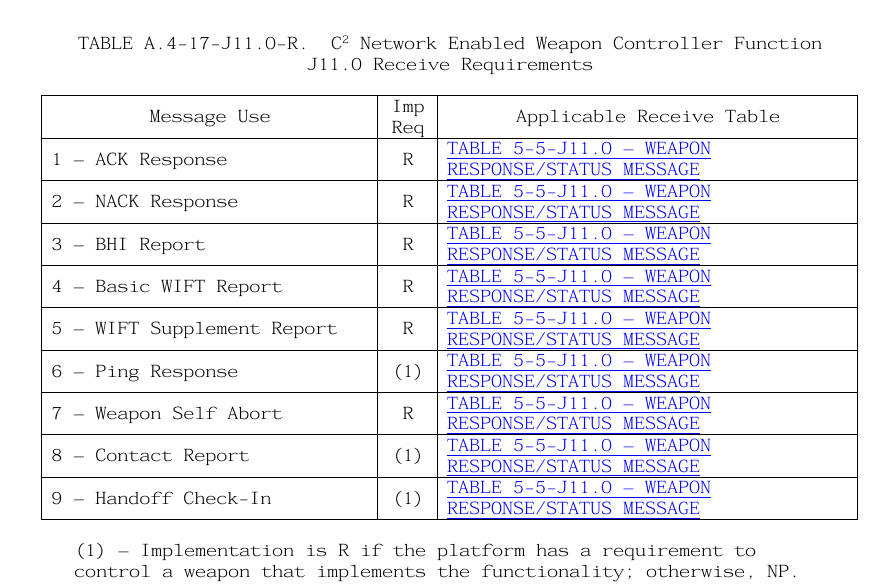 TABLE A.4-17-J11.0-R. C² Network Enabled Weapon Controller Function
J11.0 Receive Requirements
Message Use
Imp
Req
Applicable Receive Table
1 – ACK Response
R
TABLE 5-5-J11.0 – WEAPON
RESPONSE/STATUS MESSAGE
2 – NACK Response
R
TABLE 5-5-J11.0 – WEAPON
RESPONSE/STATUS MESSAGE
3 – BHI Report
R
TABLE 5-5-J11.0 – WEAPON
RESPONSE/STATUS MESSAGE
4 – Basic WIFT Report
R
TABLE 5-5-J11.0 – WEAPON
RESPONSE/STATUS MESSAGE
5 – WIFT Supplement Report
R
TABLE 5-5-J11.0 – WEAPON
RESPONSE/STATUS MESSAGE
6 – Ping Response
(1)
TABLE 5-5-J11.0 – WEAPON
RESPONSE/STATUS MESSAGE
7 – Weapon Self Abort
R
TABLE 5-5-J11.0 – WEAPON
RESPONSE/STATUS MESSAGE
8 – Contact Report
(1)
TABLE 5-5-J11.0 – WEAPON
RESPONSE/STATUS MESSAGE
9 – Handoff Check-In
(1)
TABLE 5-5-J11.0 – WEAPON
RESPONSE/STATUS MESSAGE
(1) – Implementation is R if the platform has a requirement to
control a weapon that implements the functionality; otherwise, NP.